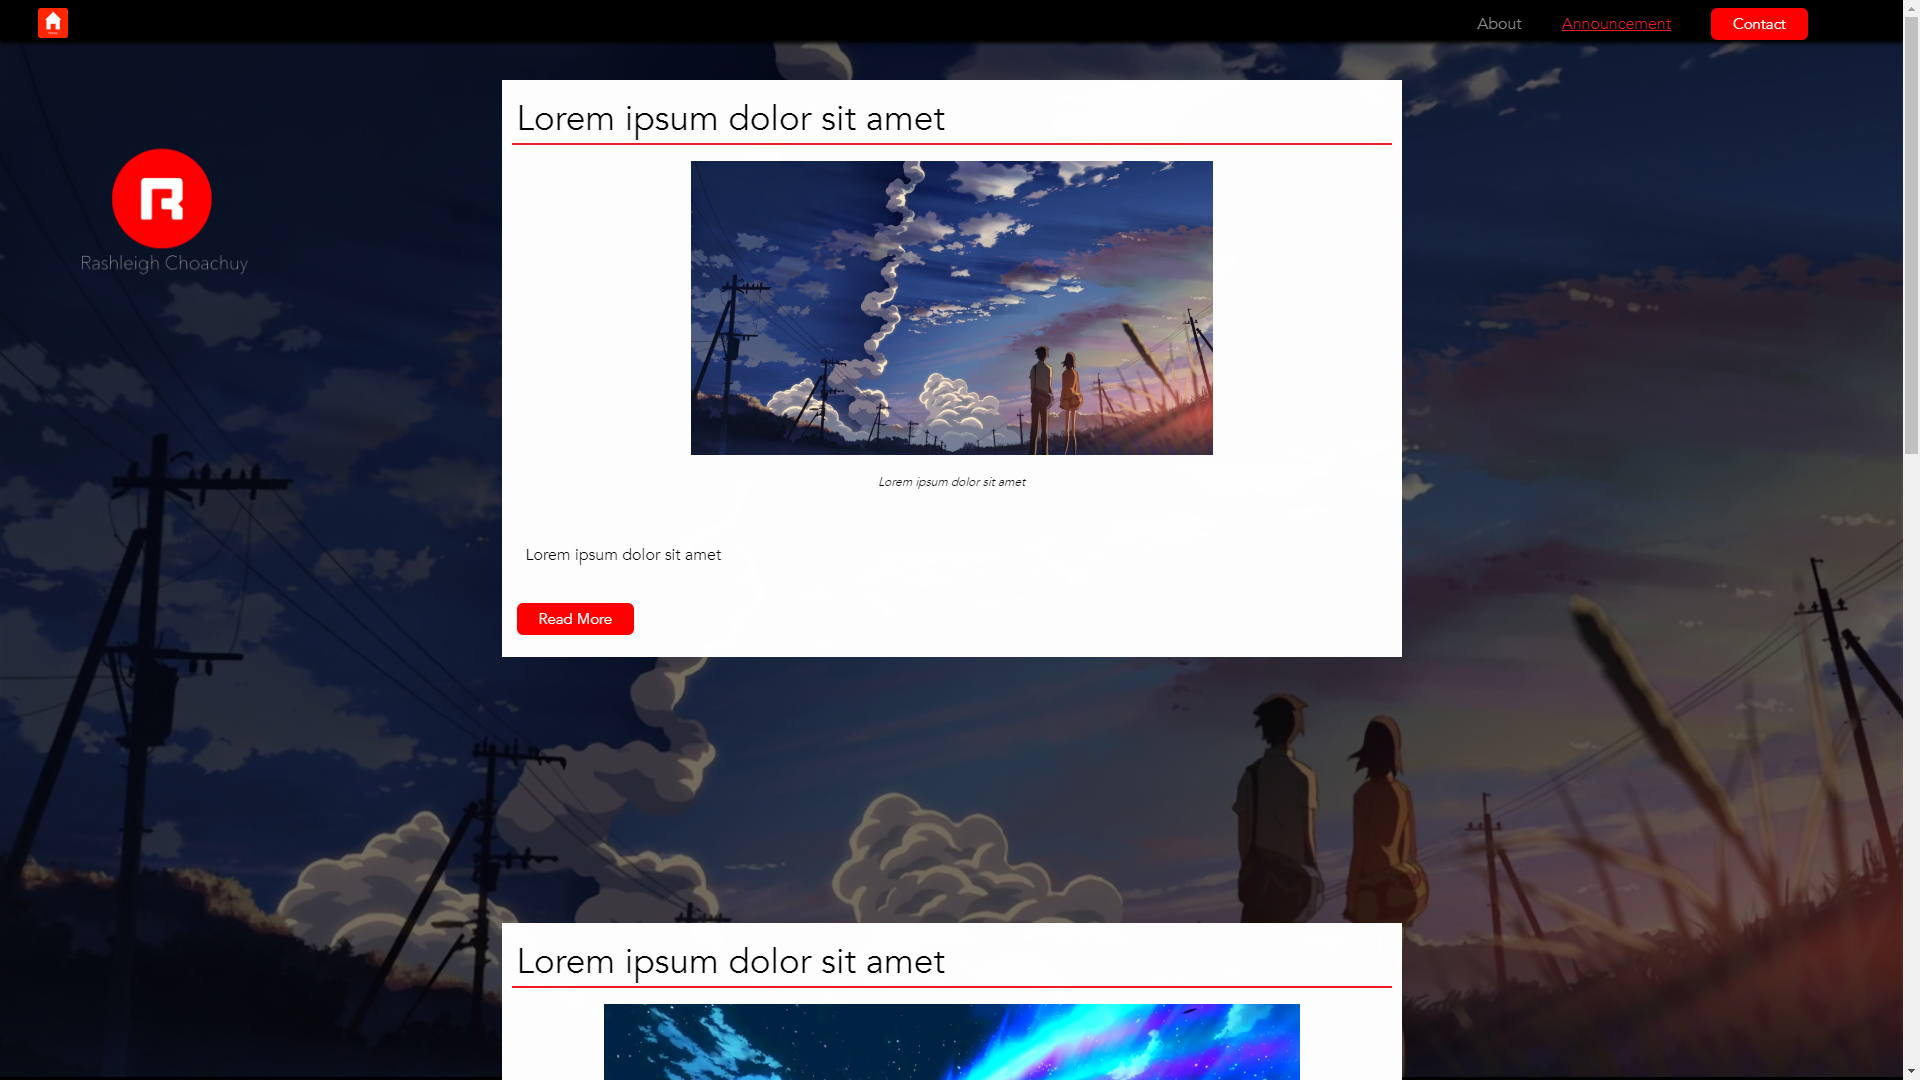 About
Announcement
Contact
Lorem ipsum dolor sit amet
R
Rashleigh Choachuy
Lorem ipsum dolor sit amet
Lorem ipsum dolor sit amet
Read More
Lorem ipsum dolor sit amet